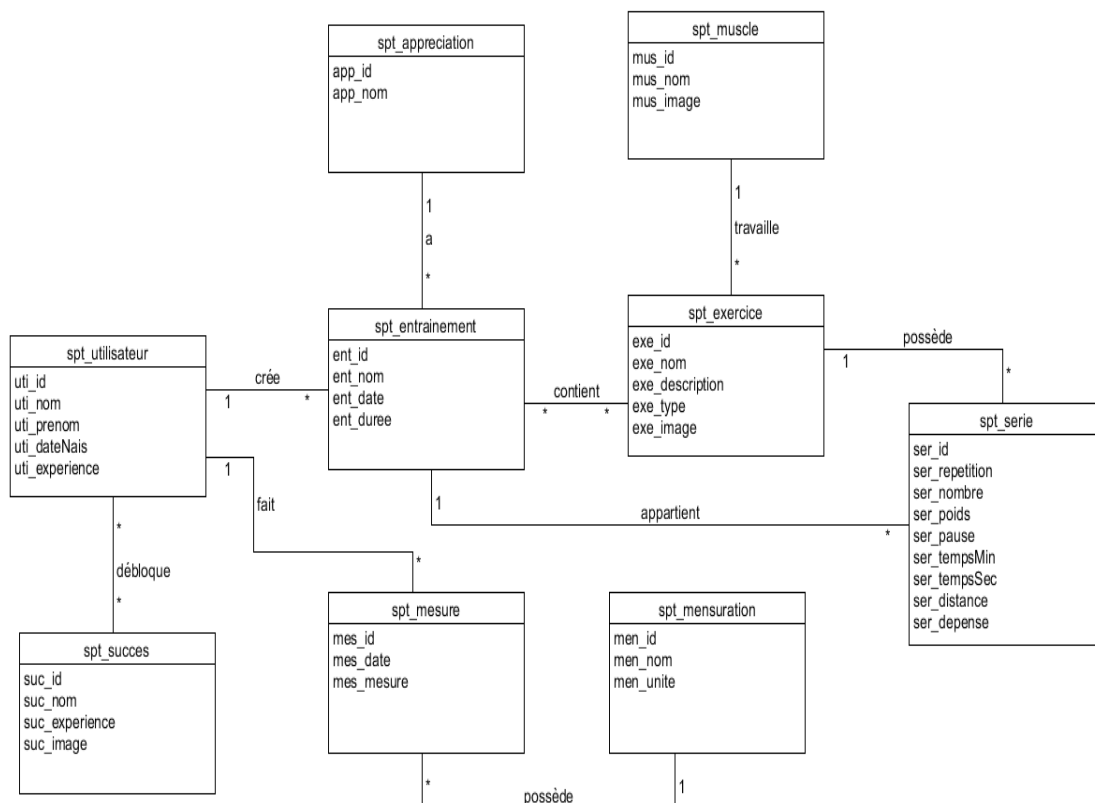 spt_appreciation
app_id
app_nom
spt_muscle
mus_id
mus_nom
mus_image
1
a
*
1
travaille
*
spt_utilisateur
uti_id
uti_nom
uti_prenom
uti_dateNais
uti_experience
crée
1
*
spt_entrainement
ent_id
ent_nom
ent_date
ent_duree
contient
*
*
spt_exercice
exe_id
exe_nom
exe_description
exe_type
exe_image
possède
1
*
spt_serie
ser_id
ser_repetition
ser_nombre
ser_poids
ser_pause
ser_tempsMin
ser_tempsSec
ser_distance
ser_depense
1
appartient
*
1
fait
*
*
débloque
*
spt_succes
suc_id
suc_nom
suc_experience
suc_image
spt_mesure
mes_id
mes_date
mes_mesure
spt_mensuration
men_id
men_nom
men_unite
*
possède
1